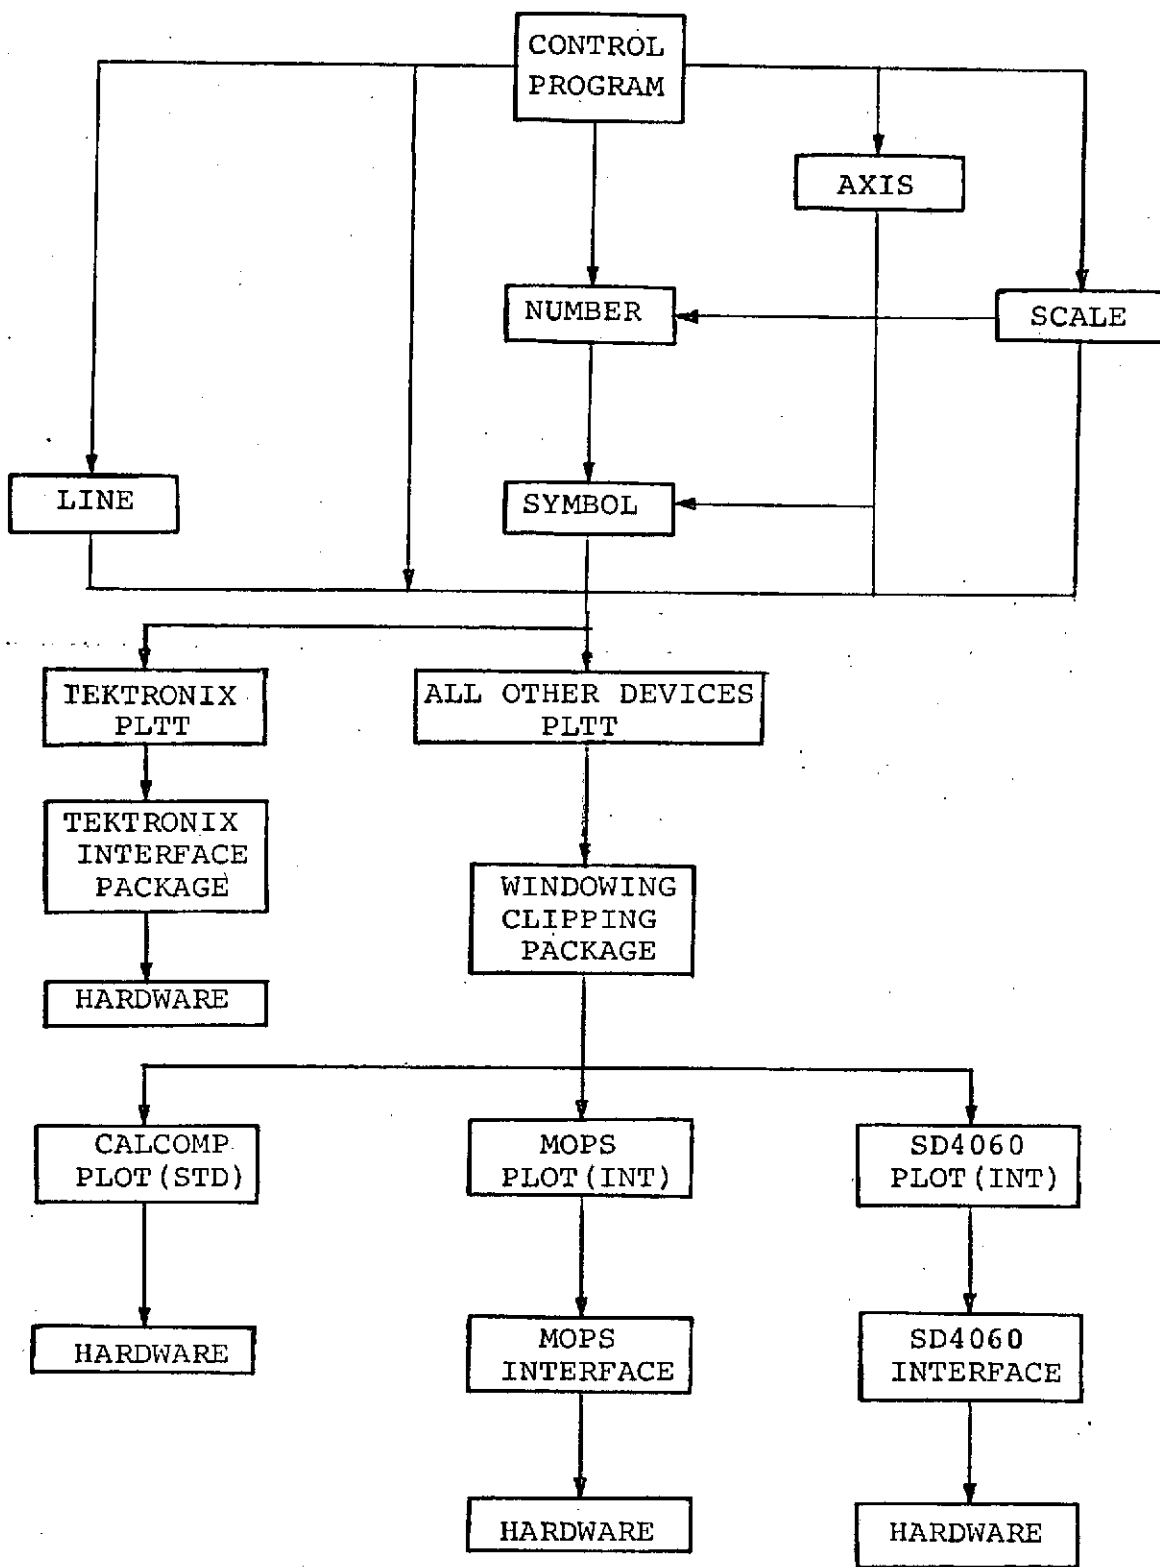 CONTROL
PROGRAM
AXIS
NUMBER
SCALE
LINE
SYMBOL
TEKTRONIX
PLTT
ALL OTHER DEVICES
PLTT
TEKTRONIX
INTERFACE
PACKAGE
WINDOWING
CLIPPING
PACKAGE
HARDWARE
CALCOMP
PLOT(STD)
MOPS
PLOT(INT)
SD4060
PLOT(INT)
HARDWARE
MOPS
INTERFACE
SD4060
INTERFACE
HARDWARE
HARDWARE